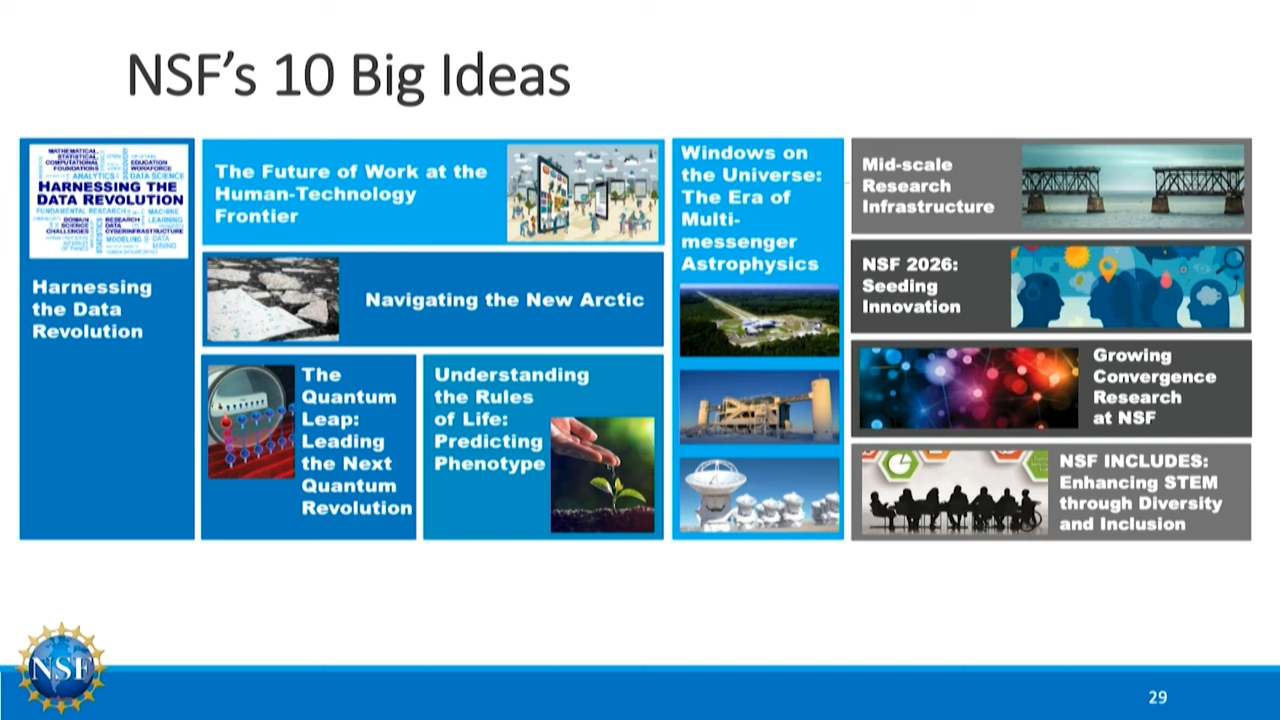 NSF’s 10 Big Ideas
MATHEMATICAL,
STATISTICAL,
COMPUTATIONAL
FOUNDATIONS
EDUCATION
WORKFORCE
ANALYTICS
DATA SCIENCE
HARNESSING THE
DATA REVOLUTION
FUNDAMENTAL RESEARCH
MACHINE
LEARNING
DOMAIN
SCIENCE
CHALLENGES
RESEARCH
DATA
CYBERINFRASTRUCTURE
MODELING
DATA
MINING
Harnessing
the Data
Revolution
The Future of Work at the
Human-Technology
Frontier
Navigating the New Arctic
The
Quantum
Leap:
Leading
the Next
Quantum
Revolution
Understanding
the Rules
of Life:
Predicting
Phenotype
Windows on
the Universe:
The Era of
Multi-
messenger
Astrophysics
Mid-scale
Research
Infrastructure
NSF 2026:
Seeding
Innovation
Growing
Convergence
Research
at NSF
NSF INCLUDES:
Enhancing STEM
through Diversity
and Inclusion
NSF
29